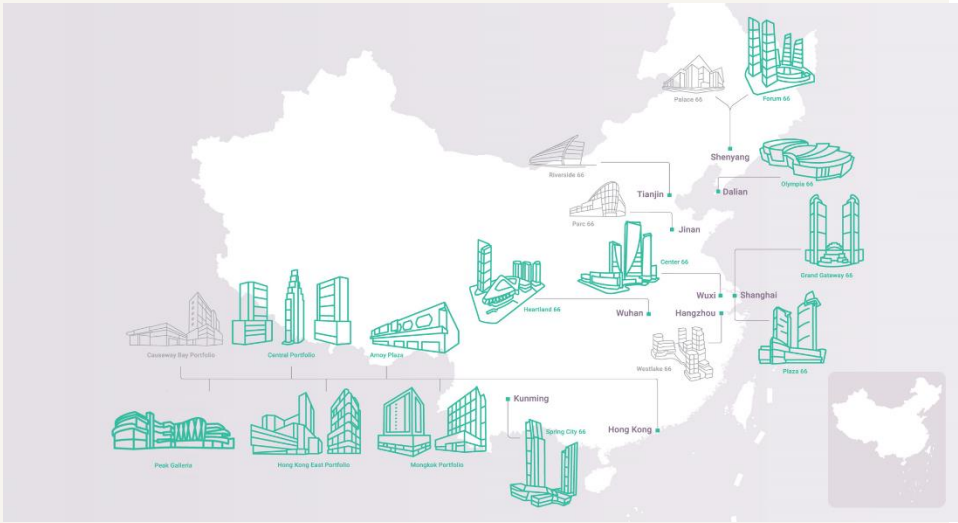 Palace 66
Forum 66
Shenyang
Riverside 66
Olympia 66
Tianjin
Dalian
Parc 66
Jinan
Center 66
Grand Gateway 66
Wuxi
Shanghai
Heartland 66
Wuhan
Hangzhou
Causeway Bay Portfolio
Central Portfolio
Amoy Plaza
Westlake 66
Plaza 66
Kunming
Spring City 66
Hong Kong
Peak Galleria
Hong Kong East Portfolio
Mongkok Portfolio